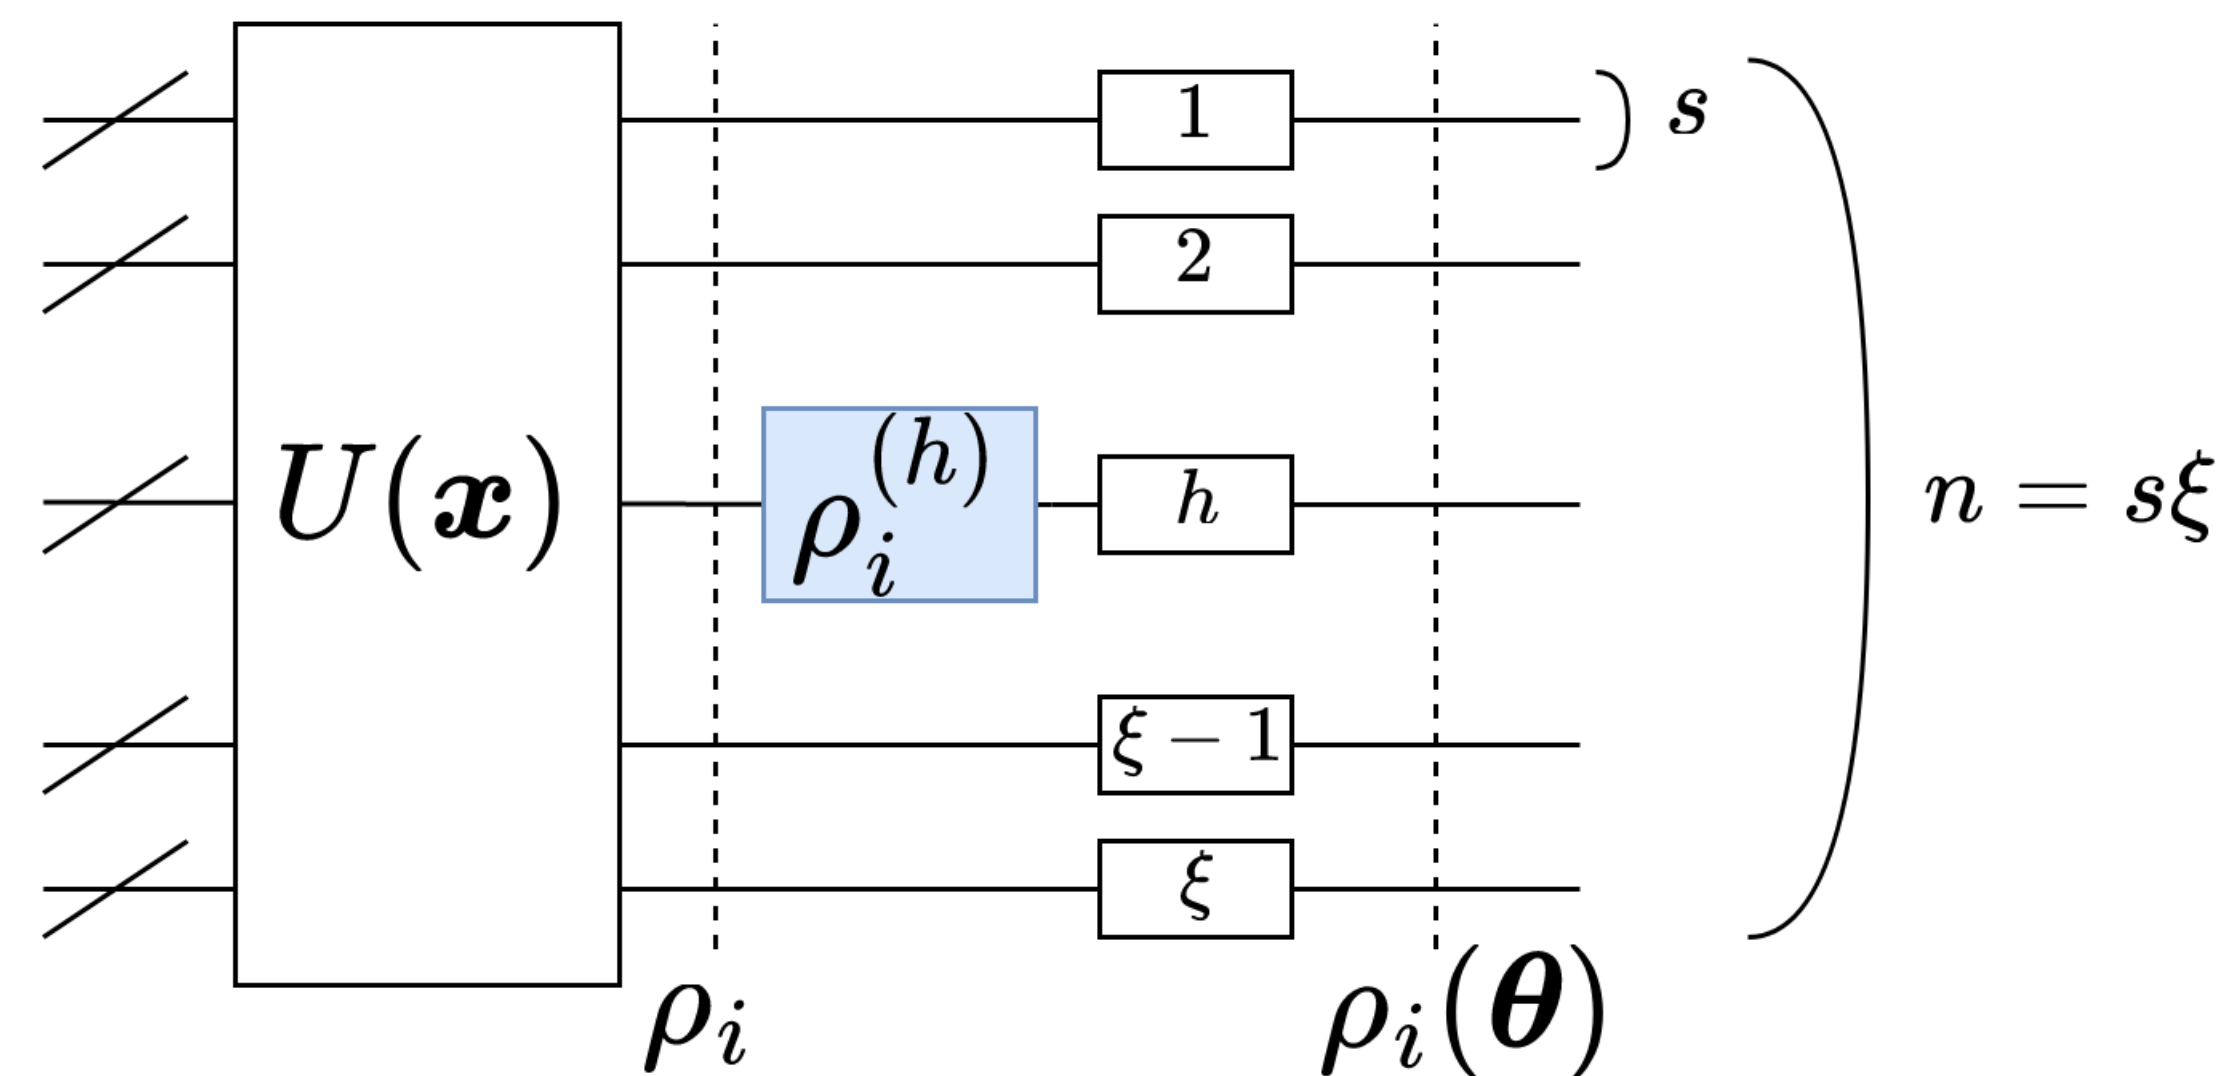 1
s
2
U(𝒙)
ρ_i^{(h)}
h
n = sξ
ξ − 1
ξ
ρ_i
ρ_i(𝜽)